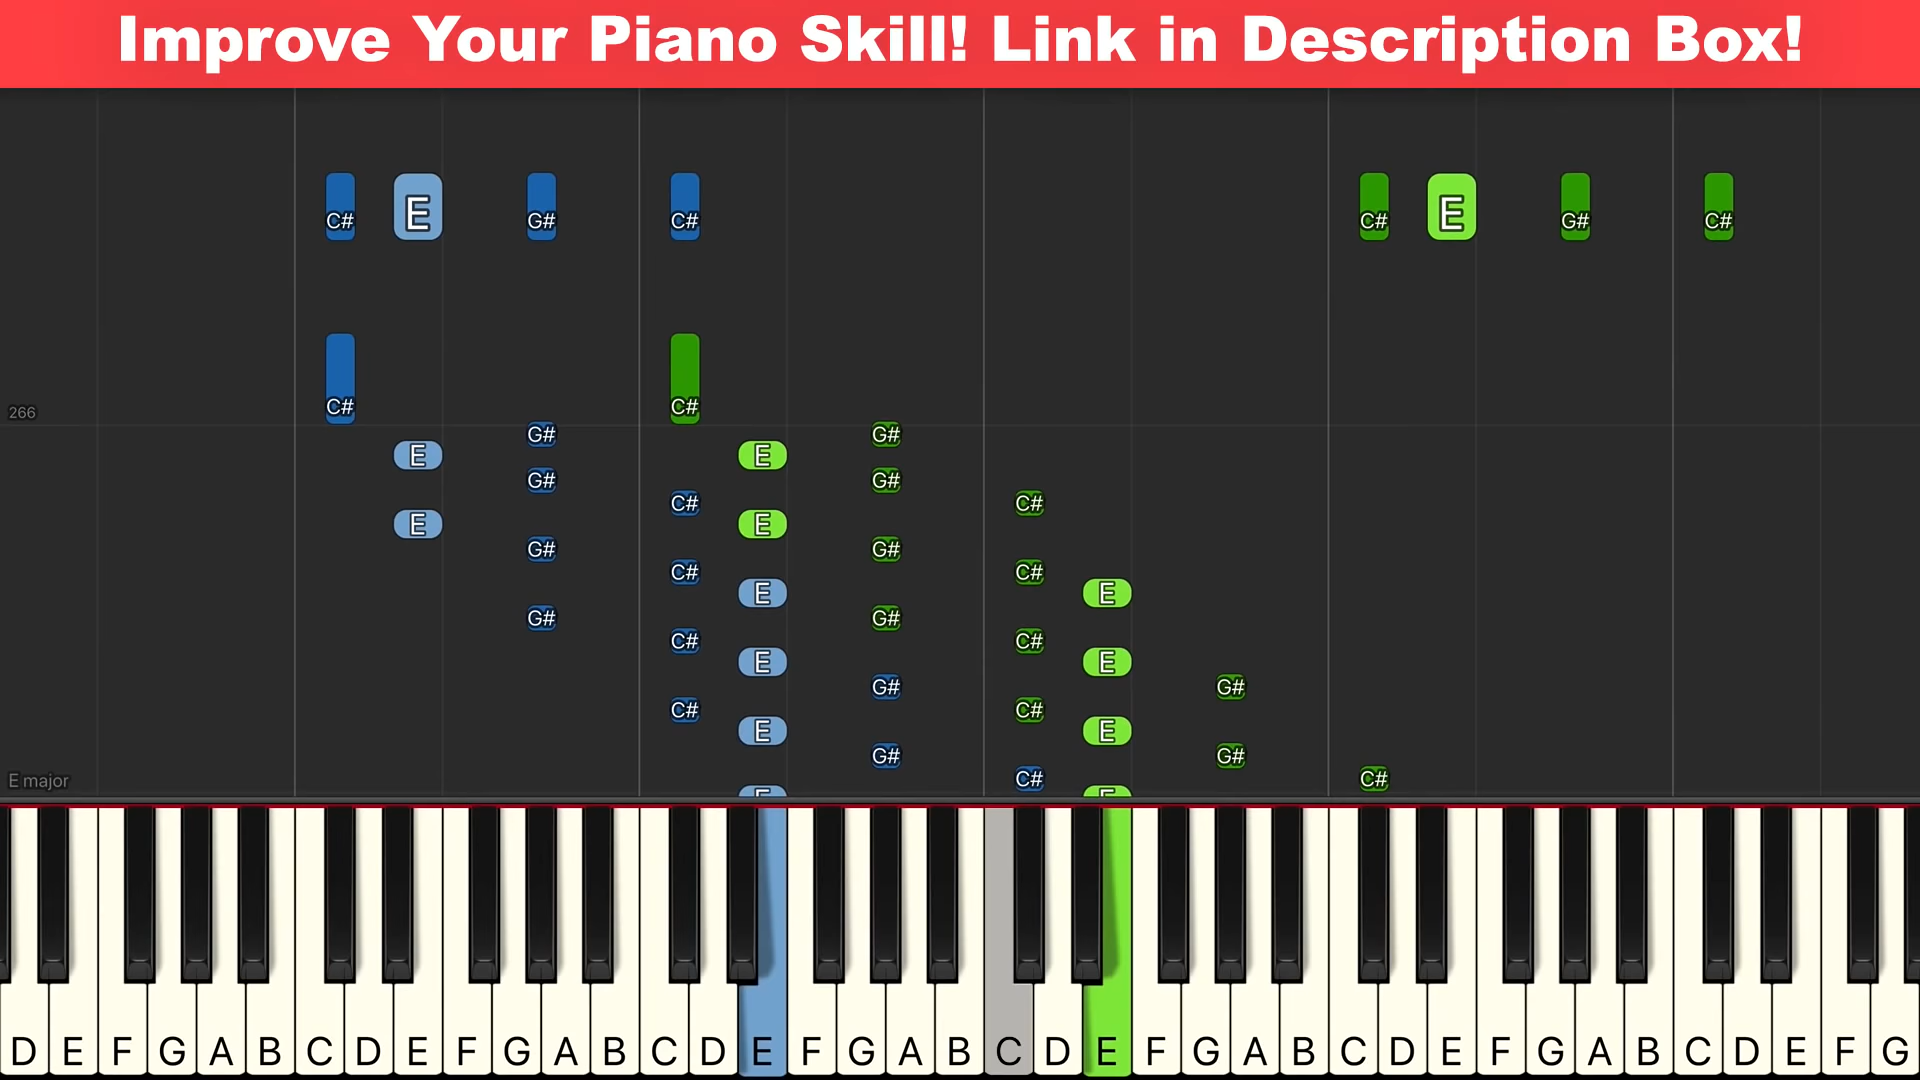 Improve Your Piano Skill! Link in Description Box!
C# E G# C# C# E G# C#
C# C#
266
G# G#
E E
G# G#
C# C#
E E
G# G#
C# C#
E E
G# G#
C# C#
E E
G# G#
C# C#
E E
G# G#
E major C# C#
E E
D E F G A B C D E F G A B C D E F G A B C D E F G A B C D E F G A B C D E F G